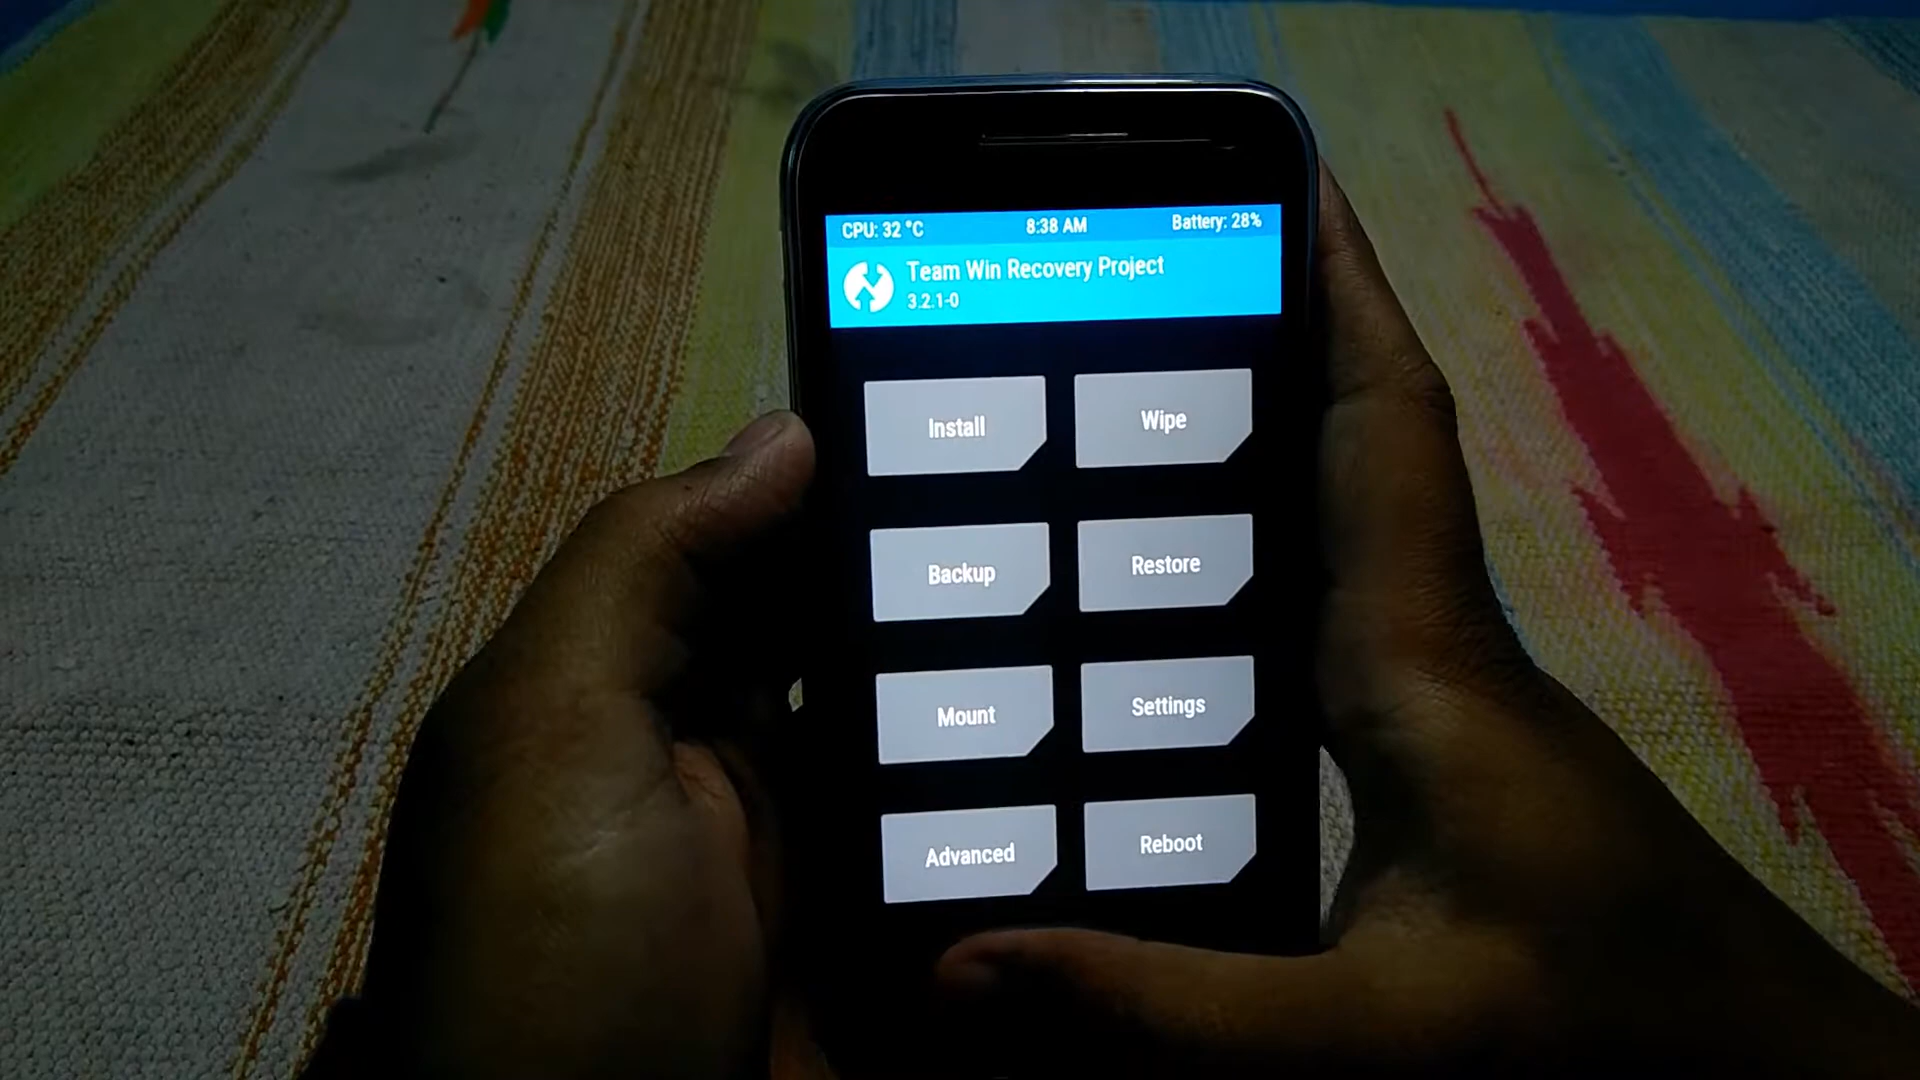 CPU: 32 °C 8:38 AM Battery: 28%
Team Win Recovery Project
3.2.1-0
Install Wipe
Backup Restore
Mount Settings
Advanced Reboot